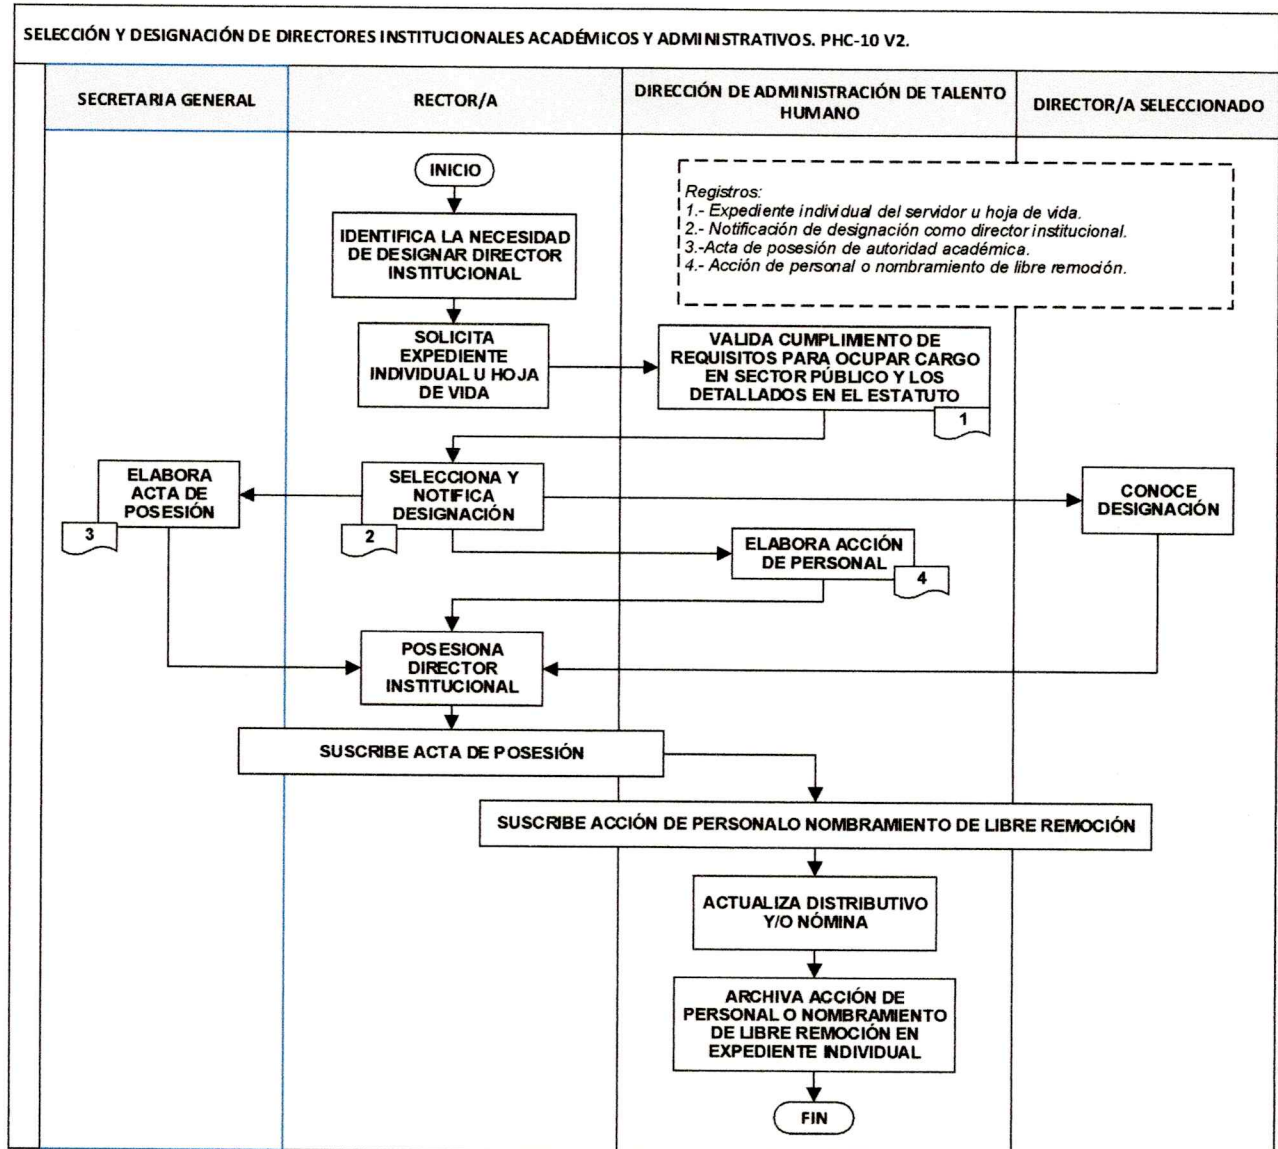 SELECCIÓN Y DESIGNACIÓN DE DIRECTORES INSTITUCIONALES ACADÉMICOS Y ADMINISTRATIVOS. PHC-10 V2.
SECRETARIA GENERAL
RECTOR/A
DIRECCIÓN DE ADMINISTRACIÓN DE TALENTO
HUMANO
DIRECTOR/A SELECCIONADO
INICIO
Registros:
1.- Expediente individual del servidor u hoja de vida.
2.- Notificación de designación como director institucional.
3.-Acta de posesión de autoridad académica.
4.- Acción de personal o nombramiento de libre remoción.
IDENTIFICA LA NECESIDAD
DE DESIGNAR DIRECTOR
INSTITUCIONAL
SOLICITA
EXPEDIENTE
INDIVIDUAL U HOJA
DE VIDA
VALIDA CUMPLIMIENTO DE
REQUISITOS PARA OCUPAR CARGO
EN SECTOR PÚBLICO Y LOS
DETALLADOS EN EL ESTATUTO
1
ELABORA
ACTA DE
POSESIÓN
3
SELECCIONA Y
NOTIFICA
DESIGNACIÓN
2
CONOCE
DESIGNACIÓN
ELABORA ACCIÓN
DE PERSONAL
4
POSESIONA
DIRECTOR
INSTITUCIONAL
SUSCRIBE ACTA DE POSESIÓN
SUSCRIBE ACCIÓN DE PERSONALO NOMBRAMIENTO DE LIBRE REMOCIÓN
ACTUALIZA DISTRIBUTIVO
Y/O NÓMINA
ARCHIVA ACCIÓN DE
PERSONAL O NOMBRAMIENTO
DE LIBRE REMOCIÓN EN
EXPEDIENTE INDIVIDUAL
FIN